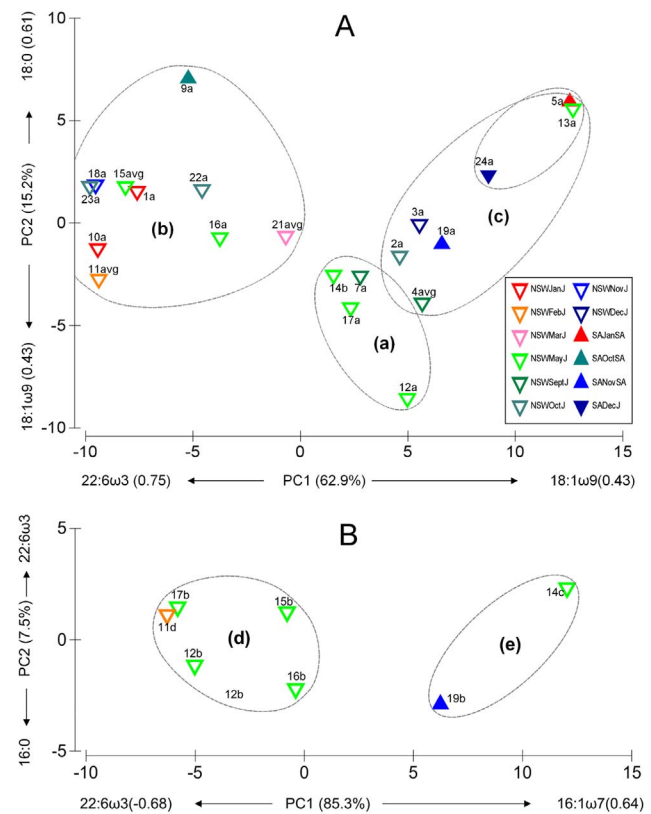 A
10
5
0
-5
-10
18:0 (0.61)
PC2 (15.2%)
18:1ω9 (0.43)
9a
5a
13a
24a
18a
23a
15avg
1a
22a
(b)
16a
21avg
10a
11avg
3a
19a
2a
(c)
4avg
14b
7a
17a
(a)
12a
NSWJanJ
NSWNovJ
NSWFebJ
NSWDecJ
NSWMarJ
SAJanSA
NSWMayJ
SAOctSA
NSWSeptJ
SANovSA
NSWOctJ
SADecJ
-10
-5
0
5
10
15
22:6ω3 (0.75)
PC1 (62.9%)
18:1ω9(0.43)
B
5
0
-5
22:6ω3
PC2 (7.5%)
16:0
17b
11d
15b
(d)
12b
12b
16b
14c
(e)
19b
-10
-5
0
5
10
15
22:6ω3(-0.68)
PC1 (85.3%)
16:1ω7(0.64)